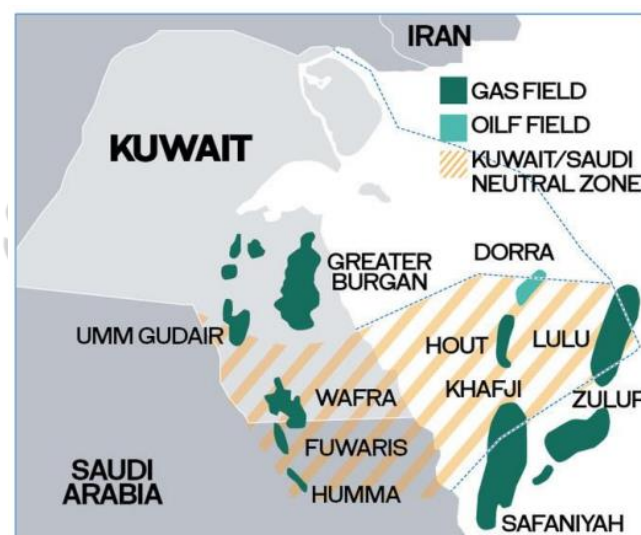 IRAN
GAS FIELD
OILF FIELD
KUWAIT/SAUDI
NEUTRAL ZONE
KUWAIT
DORRA
GREATER
BURGAN
UMM GUDAIR
HOUT
LULU
KHAFJI
WAFRA
ZULUF
FUWARIS
SAUDI
ARABIA
HUMMA
SAFANIYAH